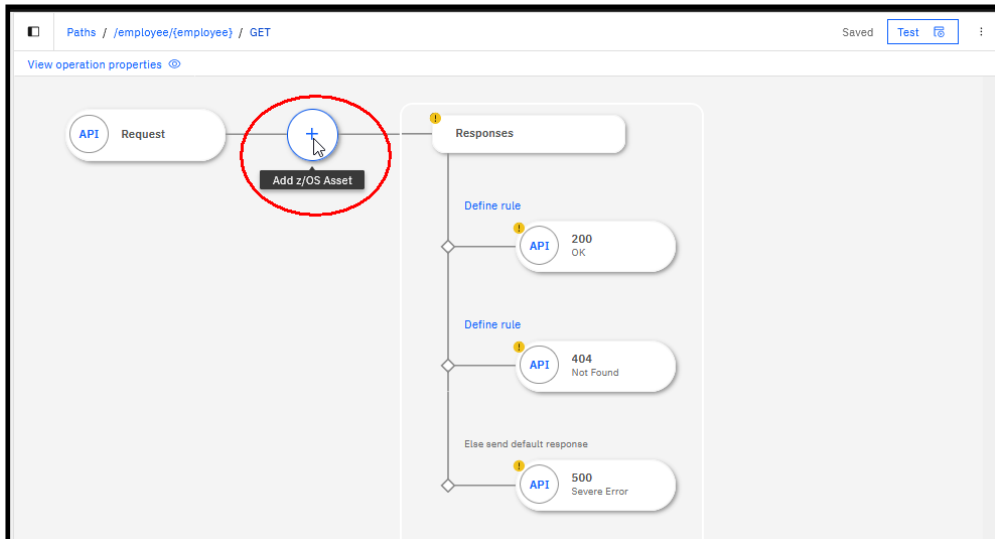 Paths / /employee/{employee} / GET
Saved
Test
View operation properties
API Request
Responses
Add z/OS Asset
Define rule
API 200
OK
Define rule
API 404
Not Found
Else send default response
API 500
Severe Error